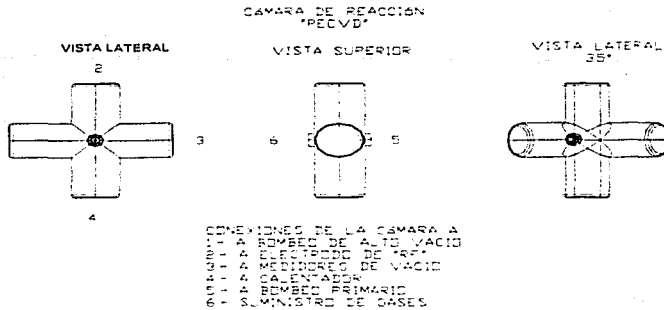 CAMARA DE REACCION
"PECVD"
VISTA LATERAL
VISTA SUPERIOR
VISTA LATERAL
35°
2
3
4
6
5
CONEXIONES DE LA CAMARA A
1- A BOMBEO DE ALTO VACIO
2- A ELECTRODO DE "RF"
3- A MEDIDORES DE VACIO
4- A CALENTADOR
5- A BOMBEO PRIMARIO
6- SUMINISTRO DE GASES